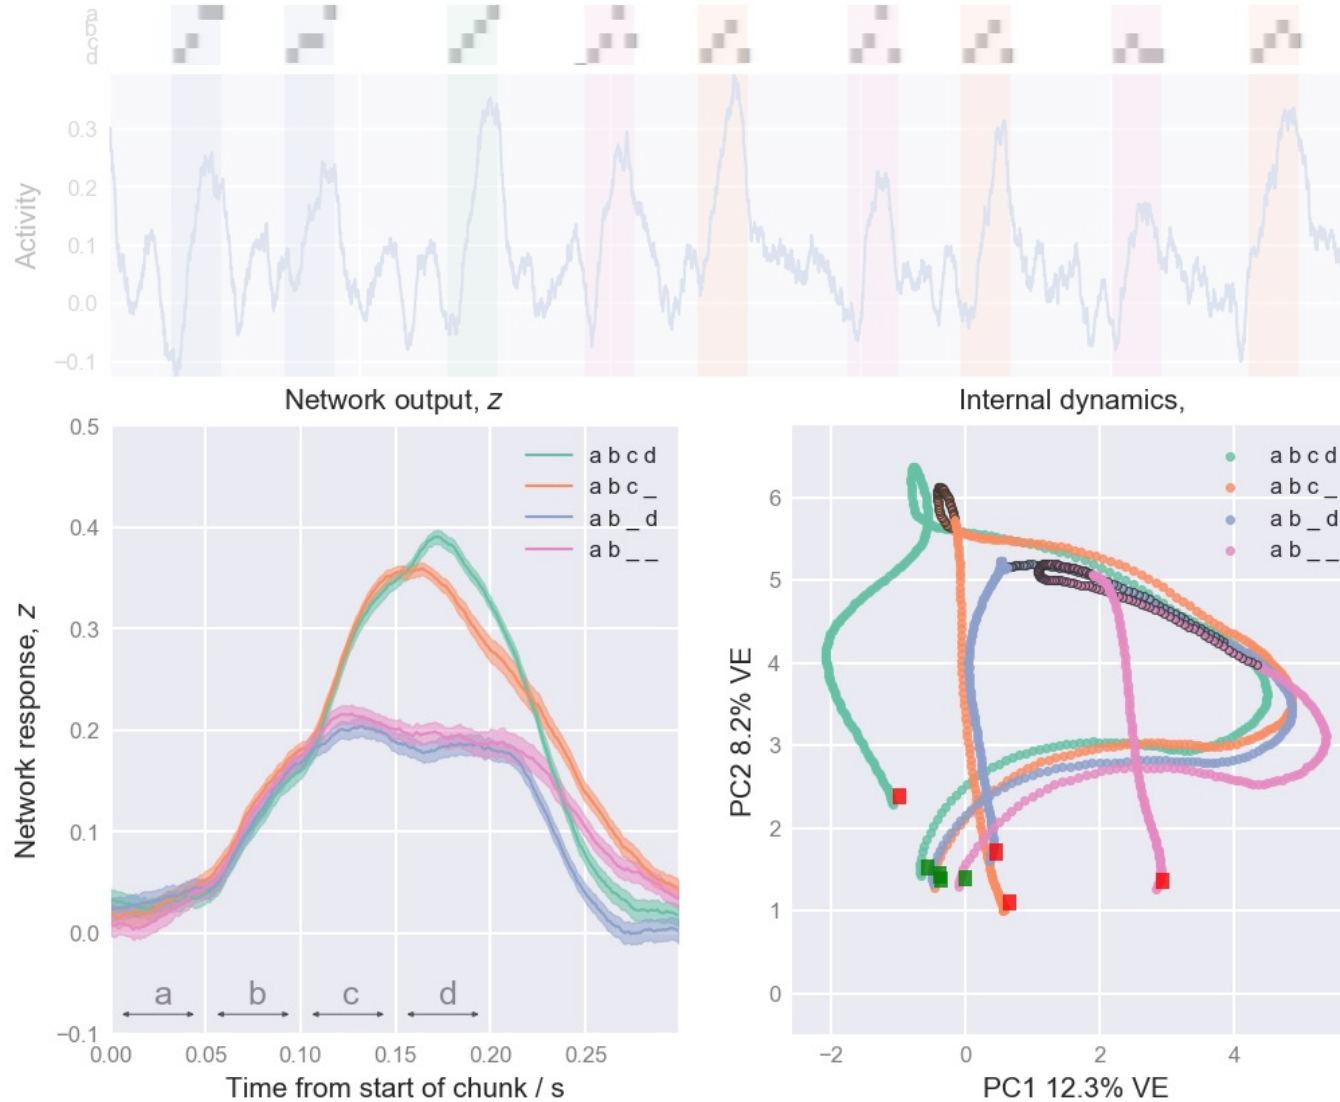 a
b
c
d
Activity
0.3
0.2
0.1
0.0
−0.1
Network output, z
Internal dynamics,
Network response, z
0.5
0.4
0.3
0.2
0.1
0.0
−0.1
a b c d
a b c _
a b _ d
a b _ _
a b c d
0.00 0.05 0.10 0.15 0.20 0.25
Time from start of chunk / s
PC2 8.2% VE
6
5
4
3
2
1
0
a b c d
a b c _
a b _ d
a b _ _
−2 0 2 4
PC1 12.3% VE